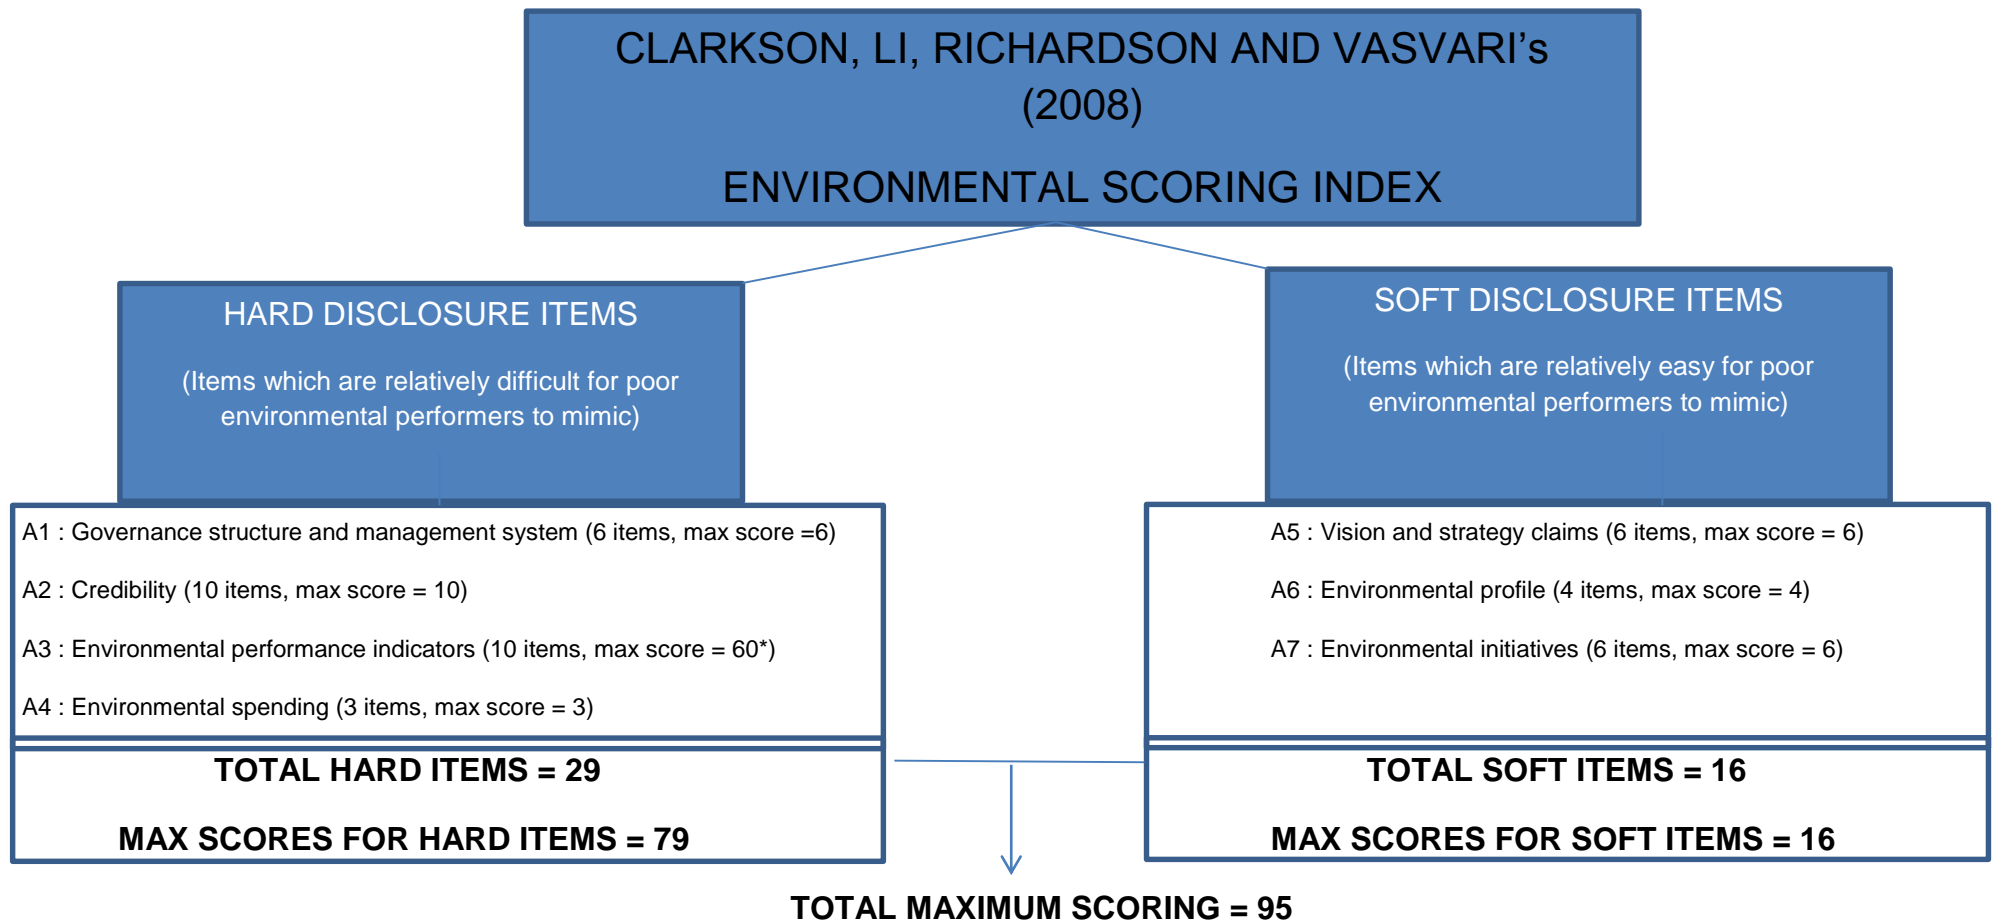 CLARKSON, LI, RICHARDSON AND VASVARI's
(2008)
ENVIRONMENTAL SCORING INDEX
HARD DISCLOSURE ITEMS
(Items which are relatively difficult for poor
environmental performers to mimic)
SOFT DISCLOSURE ITEMS
(Items which are relatively easy for poor
environmental performers to mimic)
A1 : Governance structure and management system (6 items, max score =6)
A2 : Credibility (10 items, max score = 10)
A3 : Environmental performance indicators (10 items, max score = 60*)
A4 : Environmental spending (3 items, max score = 3)
TOTAL HARD ITEMS = 29
MAX SCORES FOR HARD ITEMS = 79
A5 : Vision and strategy claims (6 items, max score = 6)
A6 : Environmental profile (4 items, max score = 4)
A7 : Environmental initiatives (6 items, max score = 6)
TOTAL SOFT ITEMS = 16
MAX SCORES FOR SOFT ITEMS = 16
TOTAL MAXIMUM SCORING = 95